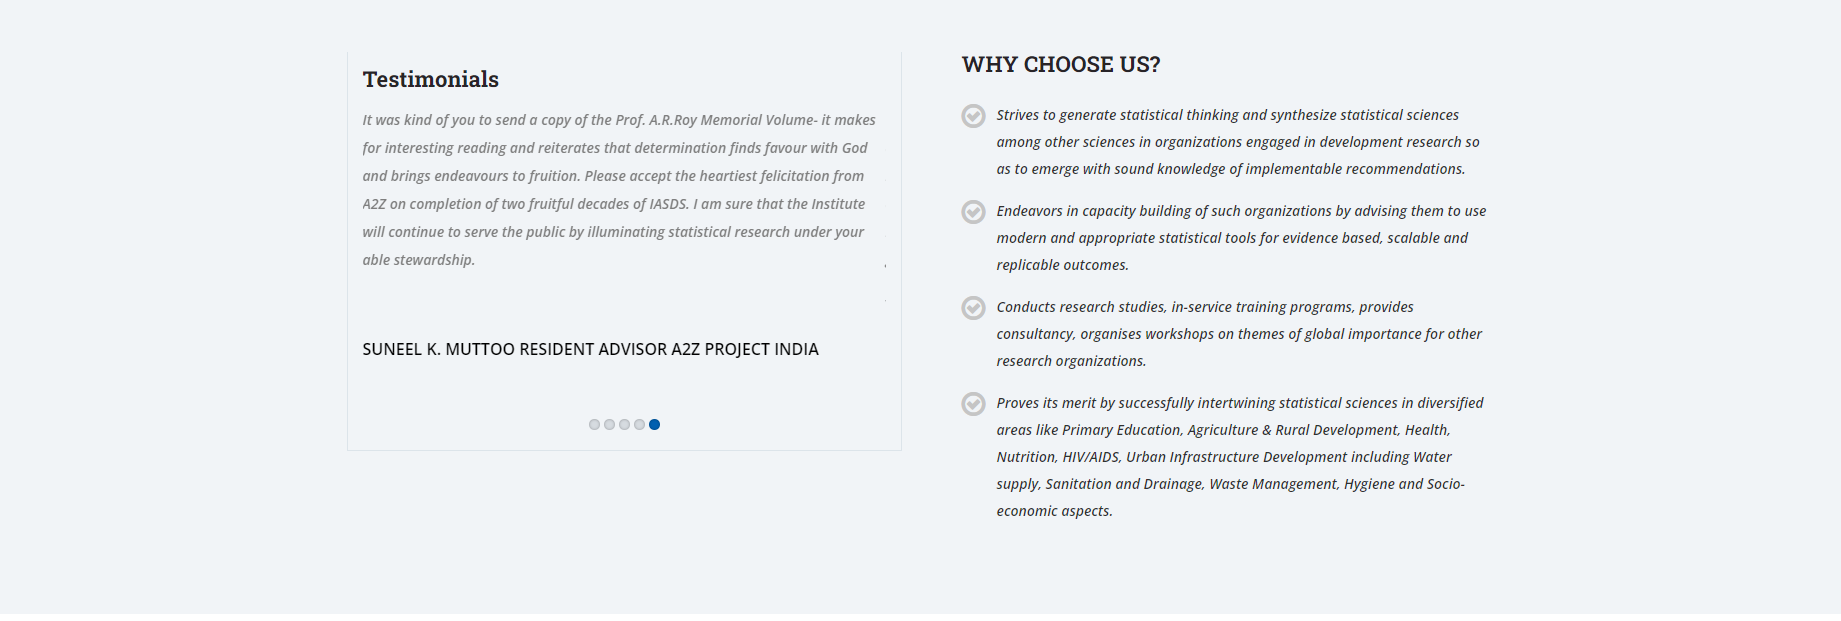 Testimonials
It was kind of you to send a copy of the Prof. A.R.Roy Memorial Volume- it makes
for interesting reading and reiterates that determination finds favour with God
and brings endeavours to fruition. Please accept the heartiest felicitation from
A2Z on completion of two fruitful decades of IASDS. I am sure that the Institute
will continue to serve the public by illuminating statistical research under your
able stewardship.
SUNEEL K. MUTTOO RESIDENT ADVISOR A2Z PROJECT INDIA
WHY CHOOSE US?
Strives to generate statistical thinking and synthesize statistical sciences
among other sciences in organizations engaged in development research so
as to emerge with sound knowledge of implementable recommendations.
Endeavors in capacity building of such organizations by advising them to use
modern and appropriate statistical tools for evidence based, scalable and
replicable outcomes.
Conducts research studies, in-service training programs, provides
consultancy, organises workshops on themes of global importance for other
research organizations.
Proves its merit by successfully intertwining statistical sciences in diversified
areas like Primary Education, Agriculture & Rural Development, Health,
Nutrition, HIV/AIDS, Urban Infrastructure Development including Water
supply, Sanitation and Drainage, Waste Management, Hygiene and Socio-
economic aspects.